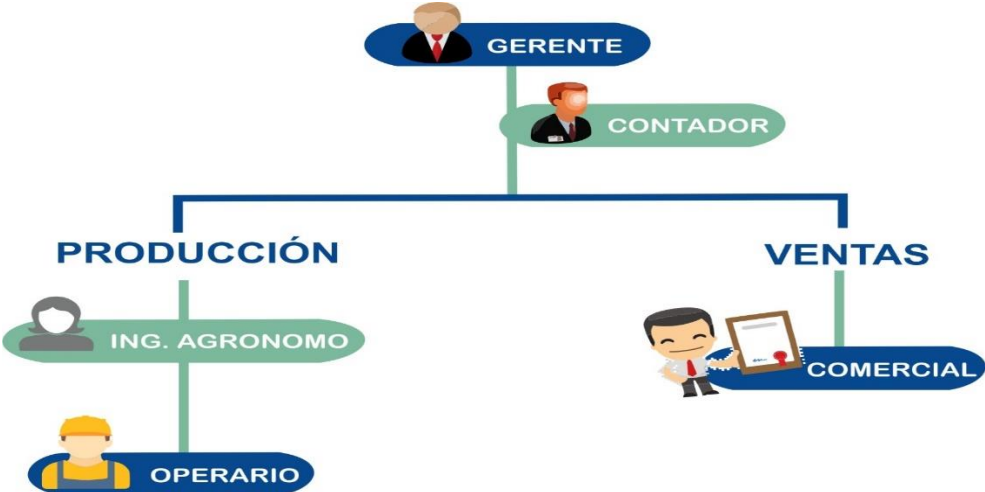 GERENTE
CONTADOR
PRODUCCIÓN
VENTAS
ING. AGRONOMO
COMERCIAL
OPERARIO